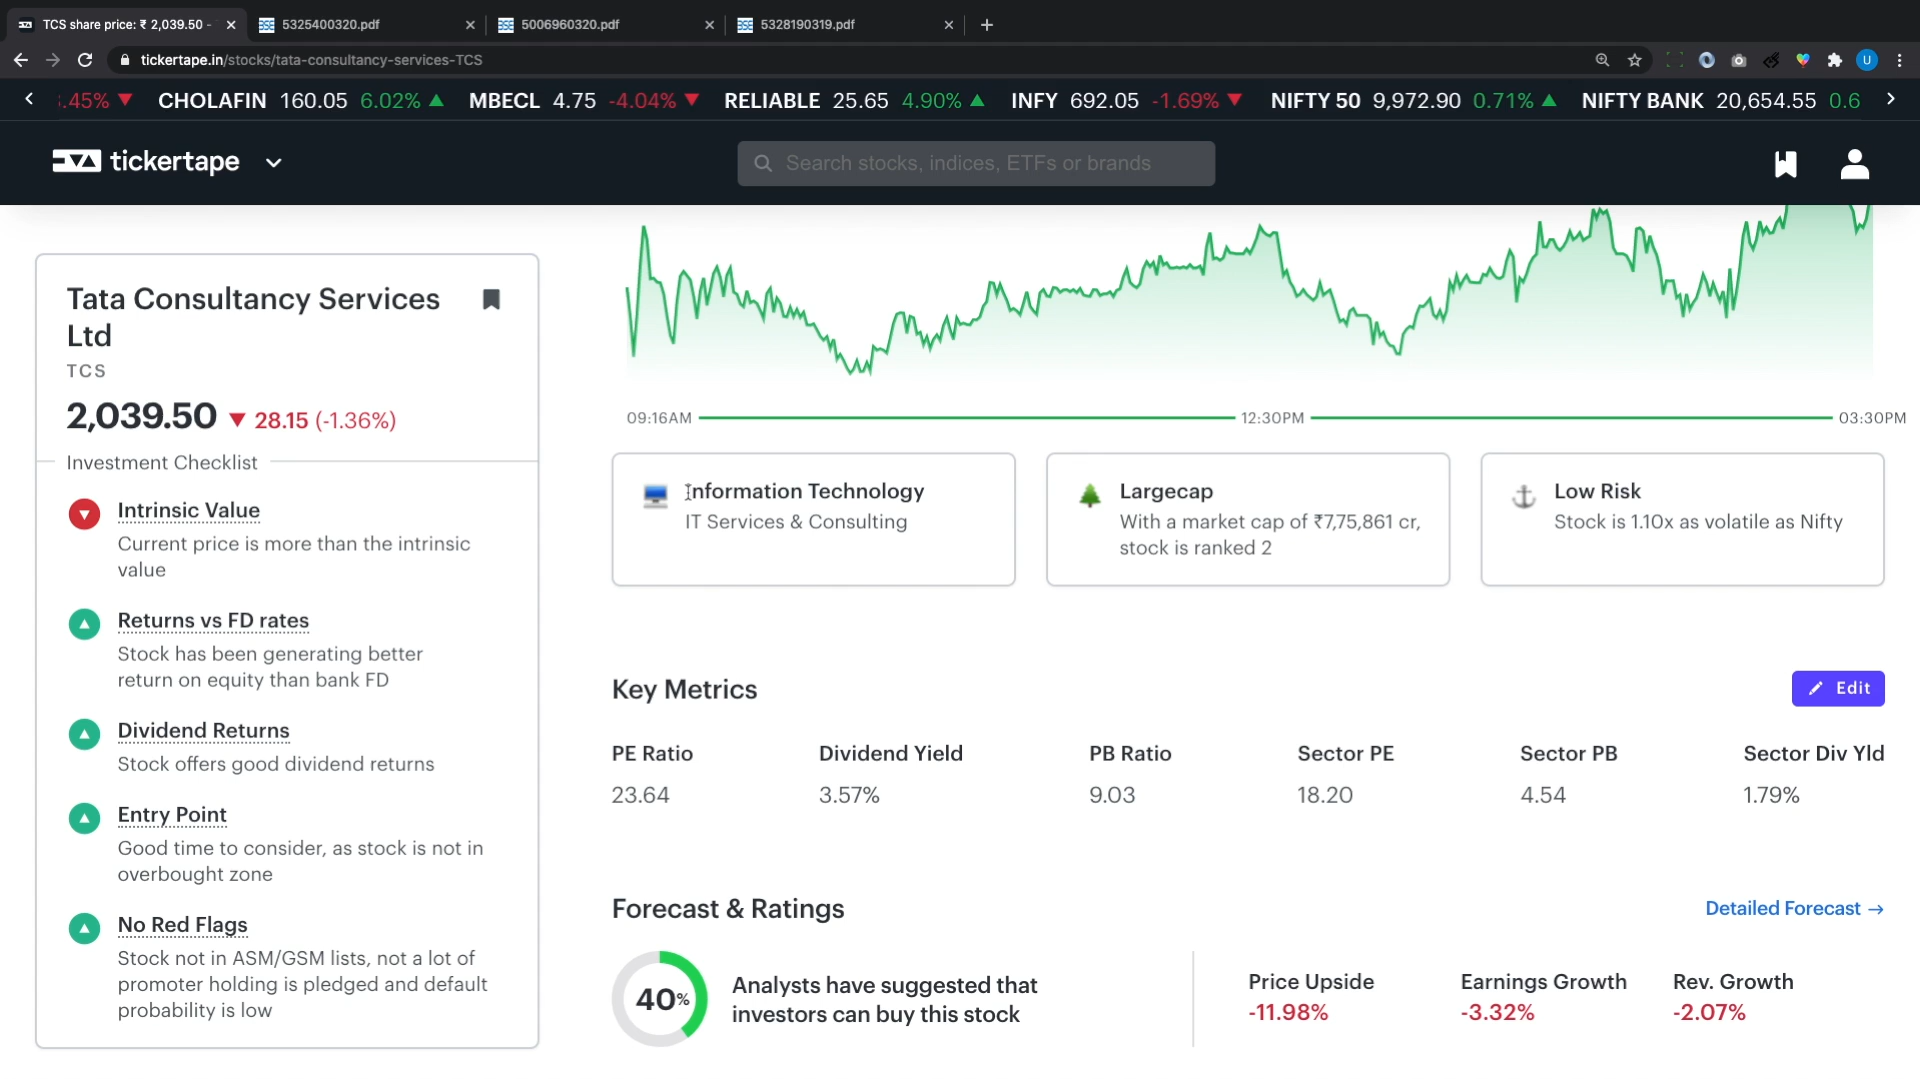 TCS share price: ₹ 2,039.50 -
5325400320.pdf
5006960320.pdf
5328190319.pdf
tickertape.in/stocks/tata-consultancy-services-TCS
U
.45% ▼ CHOLAFIN 160.05 6.02% ▲ MBECL 4.75 -4.04% ▼ RELIABLE 25.65 4.90% ▲ INFY 692.05 -1.69% ▼ NIFTY 50 9,972.90 0.71% ▲ NIFTY BANK 20,654.55 0.6
tickertape
Search stocks, indices, ETFs or brands
Tata Consultancy Services
Ltd
TCS
2,039.50 ▼ 28.15 (-1.36%)
Investment Checklist
Intrinsic Value
Current price is more than the intrinsic
value
Returns vs FD rates
Stock has been generating better
return on equity than bank FD
Dividend Returns
Stock offers good dividend returns
Entry Point
Good time to consider, as stock is not in
overbought zone
No Red Flags
Stock not in ASM/GSM lists, not a lot of
promoter holding is pledged and default
probability is low
09:16AM 12:30PM 03:30PM
Information Technology
IT Services & Consulting
Largecap
With a market cap of ₹7,75,861 cr,
stock is ranked 2
Low Risk
Stock is 1.10x as volatile as Nifty
Key Metrics
Edit
PE Ratio Dividend Yield PB Ratio Sector PE Sector PB Sector Div Yld
23.64 3.57% 9.03 18.20 4.54 1.79%
Forecast & Ratings
Detailed Forecast →
40%
Analysts have suggested that
investors can buy this stock
Price Upside Earnings Growth Rev. Growth
-11.98% -3.32% -2.07%